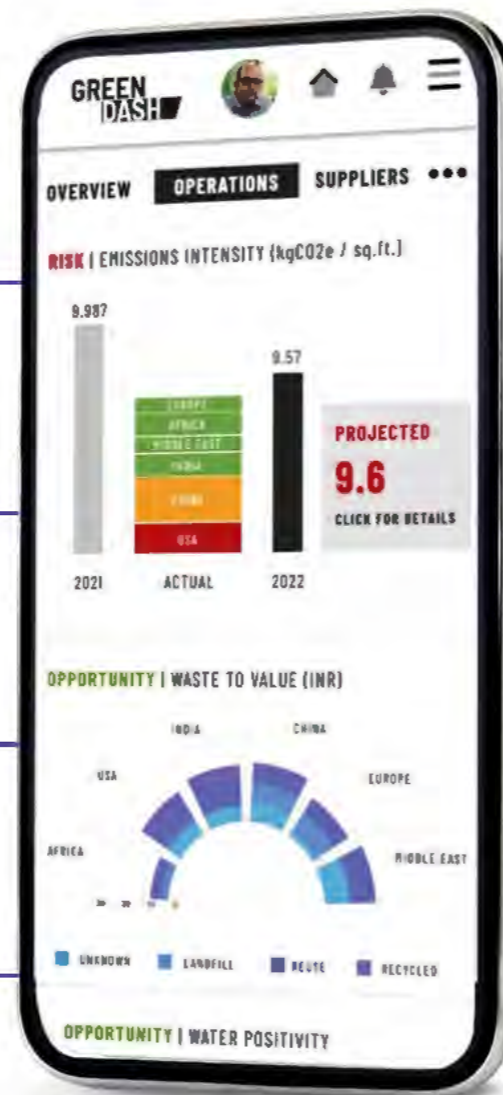 GREEN
DASH
OVERVIEW OPERATIONS SUPPLIERS
RISK | EMISSIONS INTENSITY (kgCO2e / sq.ft.)
9.987
9.57
EUROPE
AFRICA
MIDDLE EAST
INDIA
CHINA
USA
PROJECTED
9.6
CLICK FOR DETAILS
2021 ACTUAL 2022
OPPORTUNITY | WASTE TO VALUE (INR)
INDIA CHINA
USA EUROPE
AFRICA MIDDLE EAST
UNKNOWN LANDFILL RECYCLED
OPPORTUNITY | WATER POSITIVITY